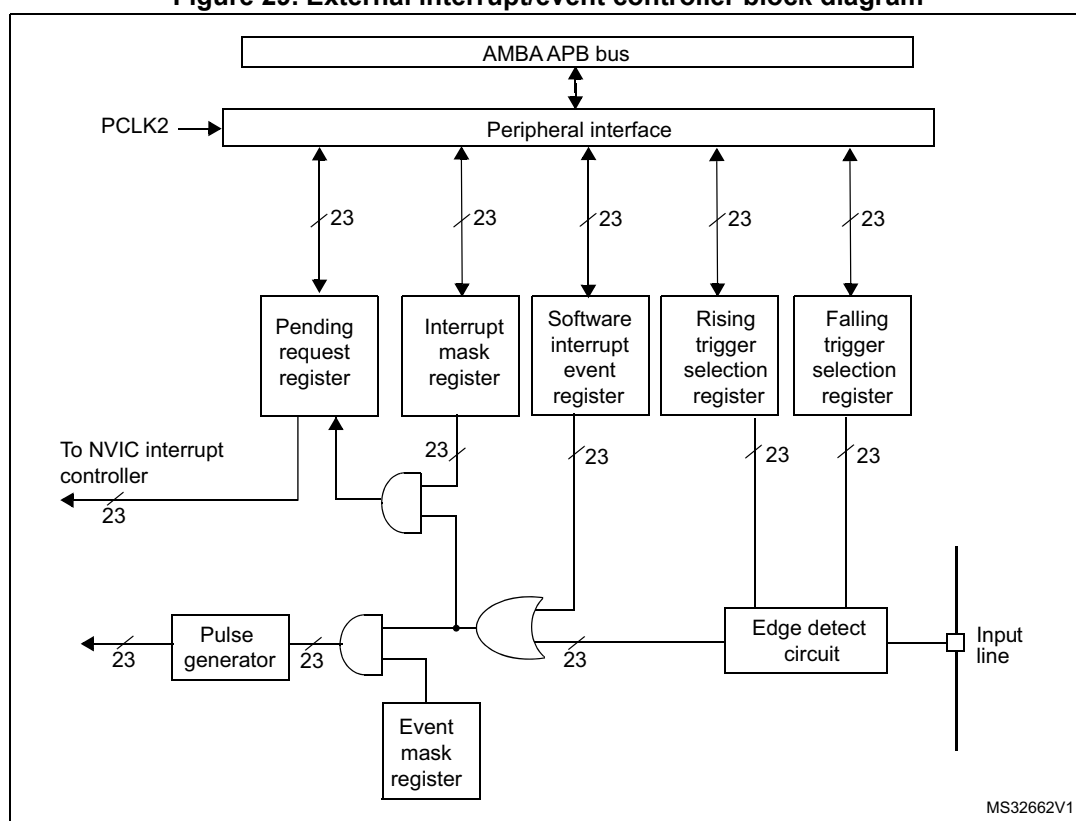 Figure 29. External interrupt/event controller block diagram
AMBA APB bus
PCLK2
Peripheral interface
23
23
23
23
23
Pending
request
register
Interrupt
mask
register
Software
interrupt
event
register
Rising
trigger
selection
register
Falling
trigger
selection
register
To NVIC interrupt
controller
23
23
23
23
23
23
Pulse
generator
23
23
Edge detect
circuit
Input
line
Event
mask
register
MS32662V1